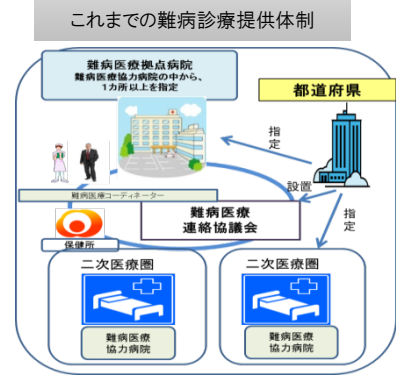 これまでの難病診療提供体制
難病医療拠点病院
難病医療協力病院の中から、
1カ所以上を指定
都道府県
指定
設置
指定
難病医療コーディネーター
難病医療
連絡協議会
保健所
二次医療圏
二次医療圏
難病医療
協力病院
難病医療
協力病院